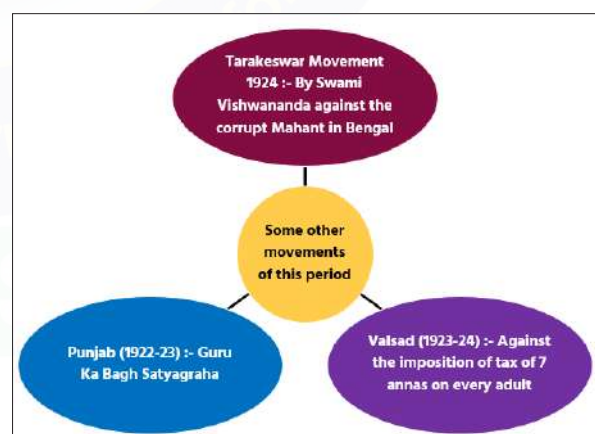 Tarakeswar Movement
1924 :- By Swami
Vishwananda against the
corrupt Mahant in Bengal
Some other
movements
of this period
Punjab (1922-23) :- Guru
Ka Bagh Satyagraha
Valsad (1923-24) :- Against
the imposition of tax of 7
annas on every adult